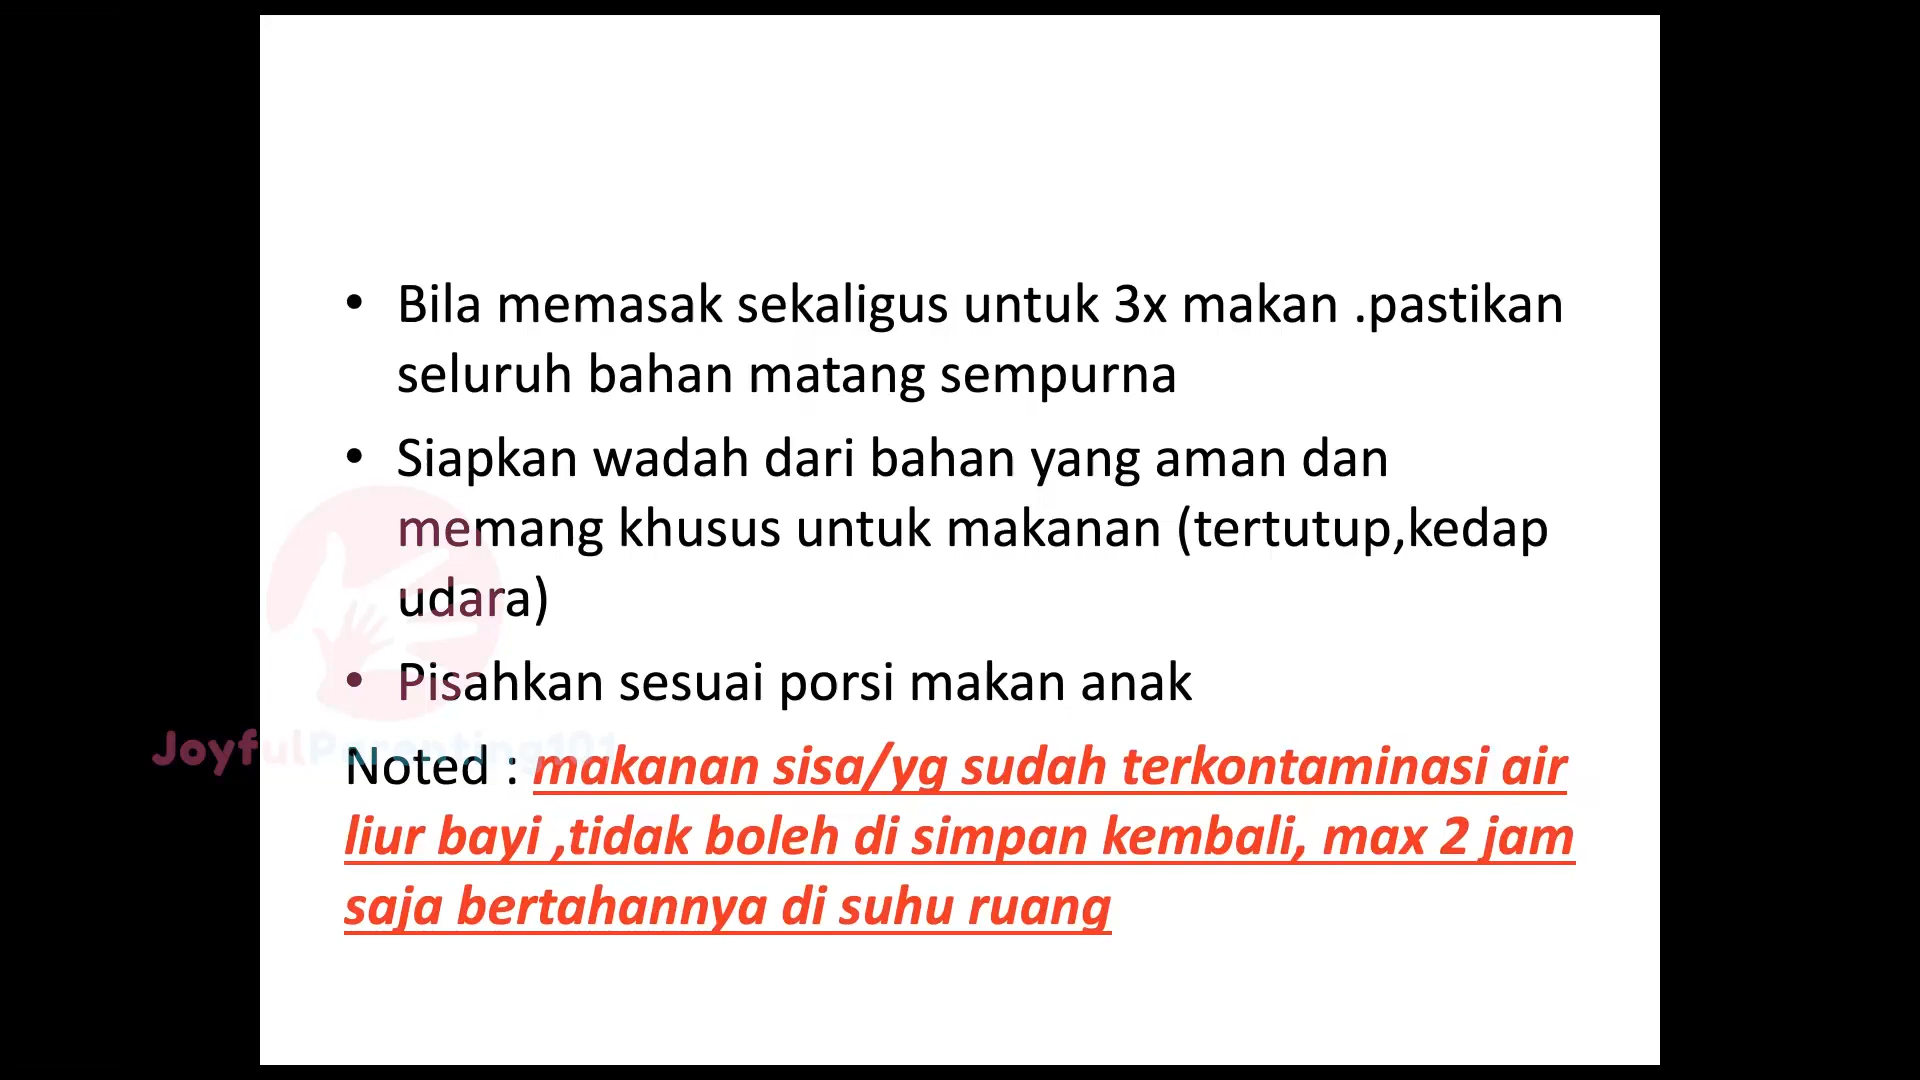 • Bila memasak sekaligus untuk 3x makan .pastikan
seluruh bahan matang sempurna
• Siapkan wadah dari bahan yang aman dan
memang khusus untuk makanan (tertutup,kedap
udara)
• Pisahkan sesuai porsi makan anak
JoyfulParenting101
Noted : makanan sisa/yg sudah terkontaminasi air
liur bayi ,tidak boleh di simpan kembali, max 2 jam
saja bertahannya di suhu ruang